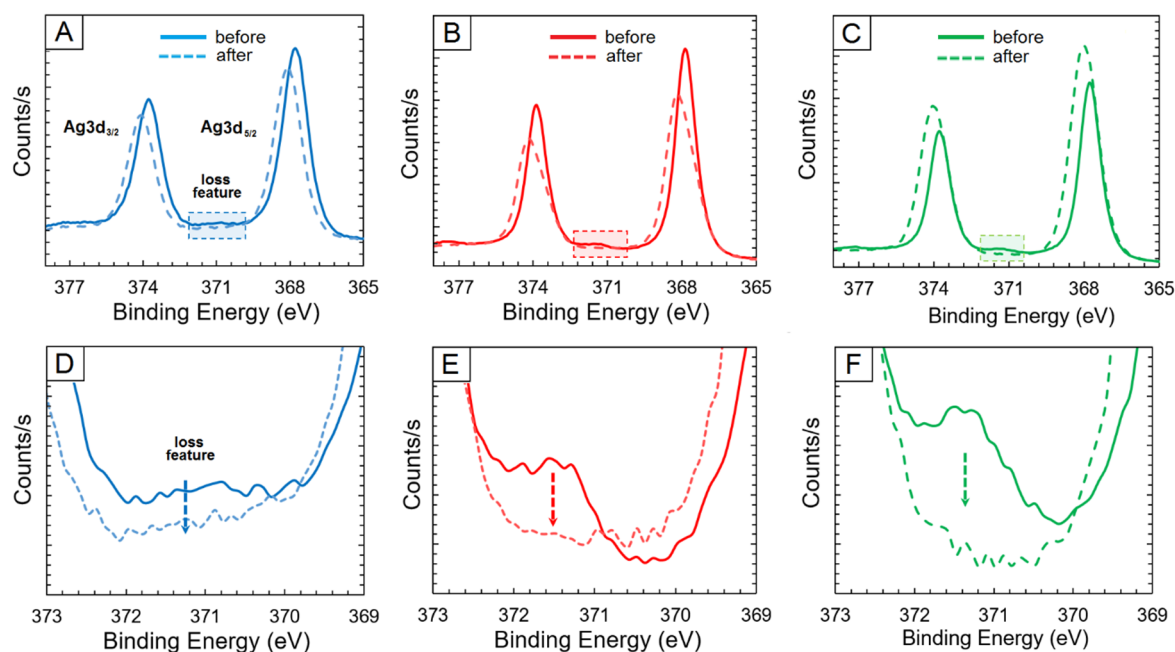 A
before
after
Ag3d3/2
Ag3d5/2
loss
feature
Counts/s
377 374 371 368 365
Binding Energy (eV)
B
before
after
Counts/s
377 374 371 368 365
Binding Energy (eV)
C
before
after
Counts/s
377 374 371 368 365
Binding Energy (eV)
D
loss
feature
Counts/s
373 372 371 370 369
Binding Energy (eV)
E
Counts/s
373 372 371 370 369
Binding Energy (eV)
F
Counts/s
373 372 371 370 369
Binding Energy (eV)